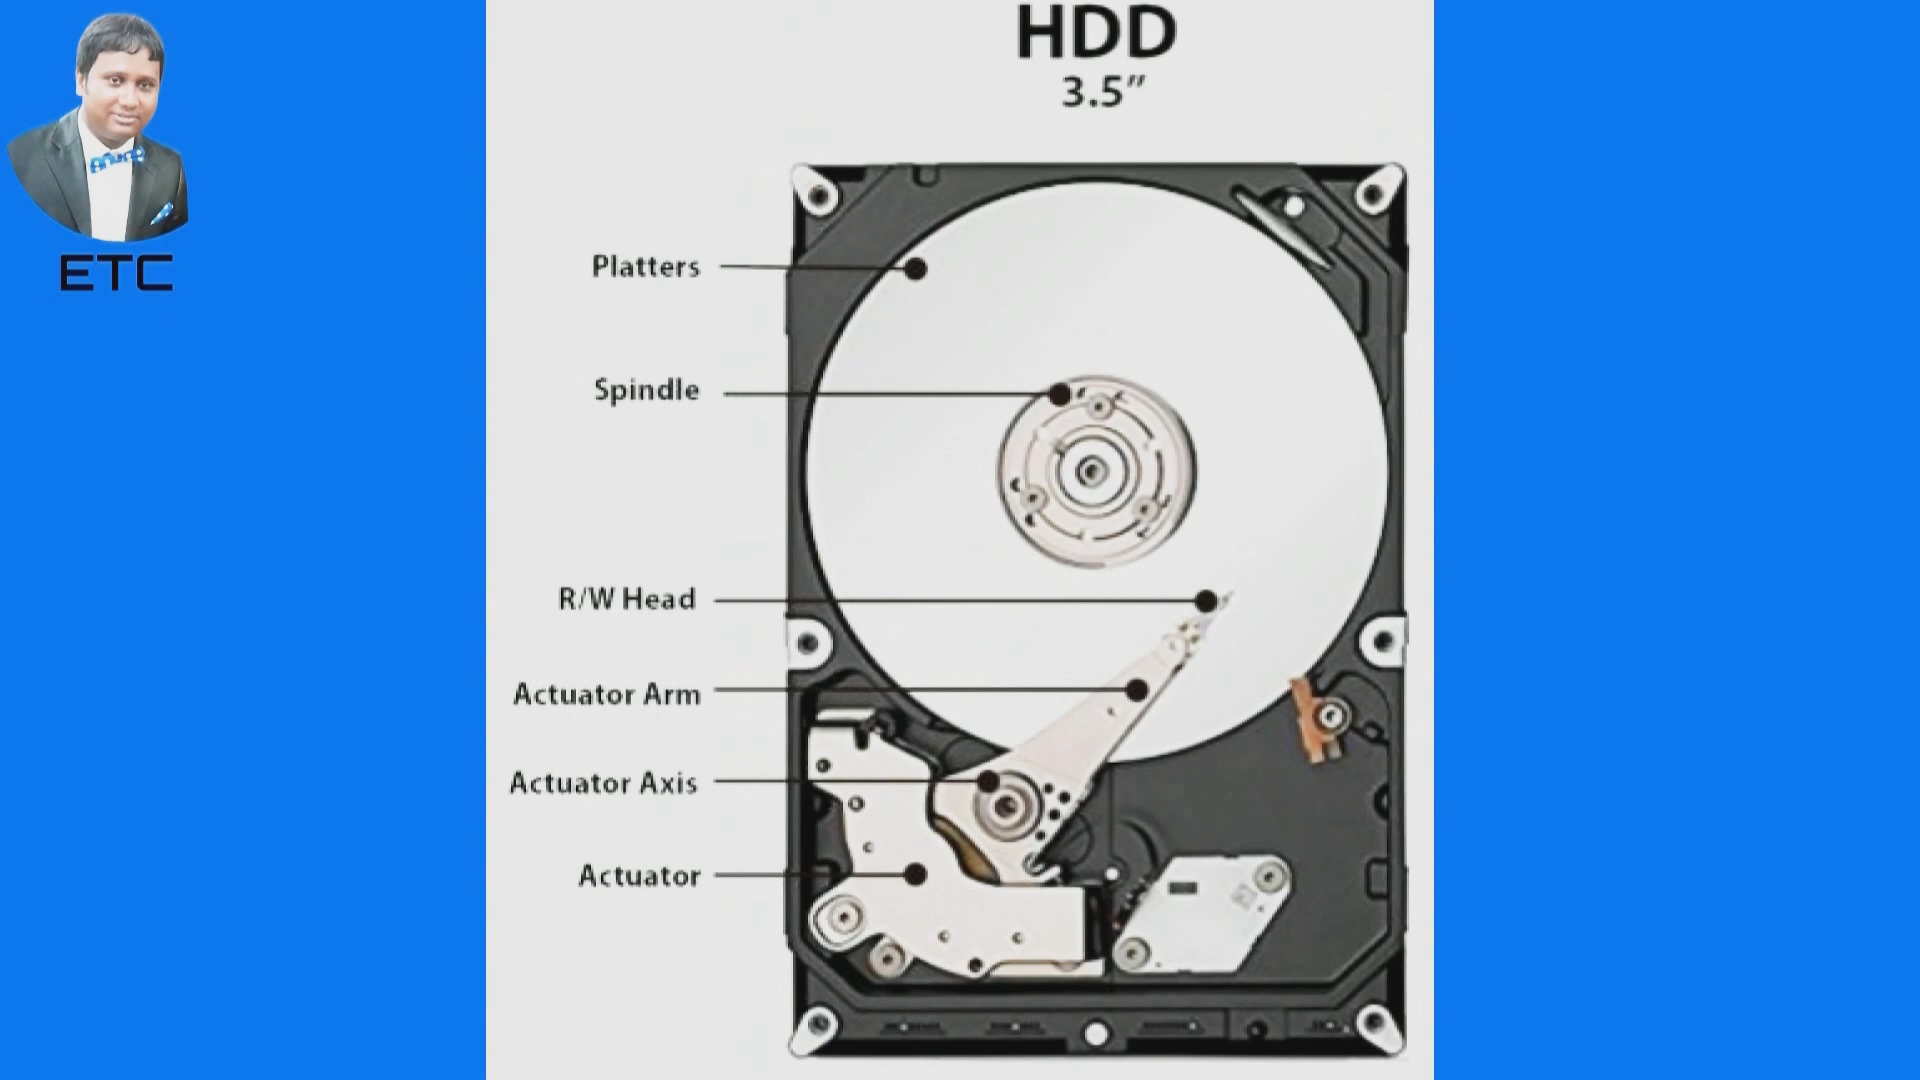 ETC
HDD
3.5”
Platters
Spindle
R/W Head
Actuator Arm
Actuator Axis
Actuator